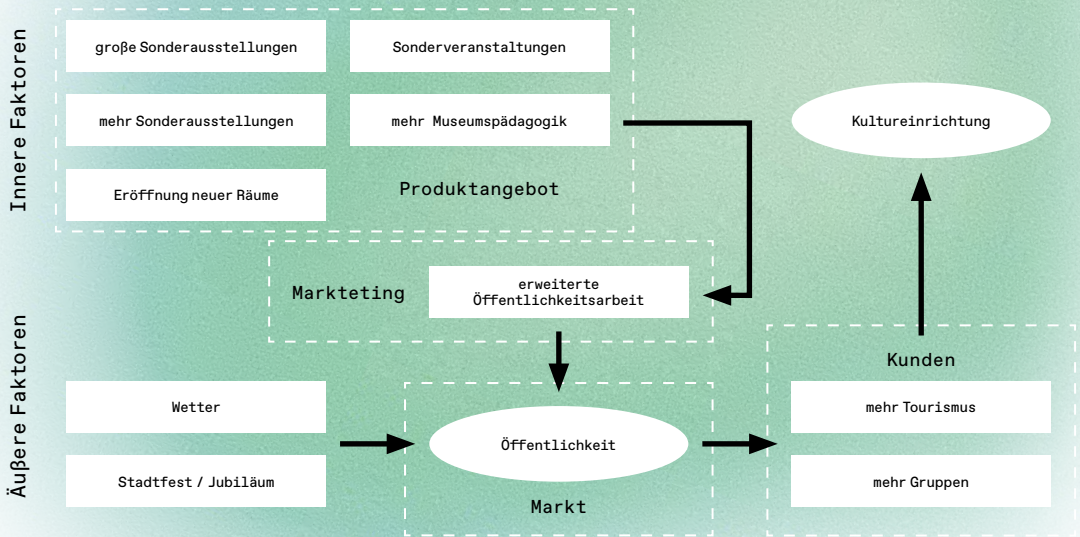 Innere Faktoren
große Sonderausstellungen
Sonderveranstaltungen
mehr Sonderausstellungen
mehr Museumspädagogik
Eröffnung neuer Räume
Produktangebot
Kultureinrichtung
Markteting
erweiterte
Öffentlichkeitsarbeit
Äußere Faktoren
Wetter
Stadtfest / Jubiläum
Öffentlichkeit
Markt
Kunden
mehr Tourismus
mehr Gruppen